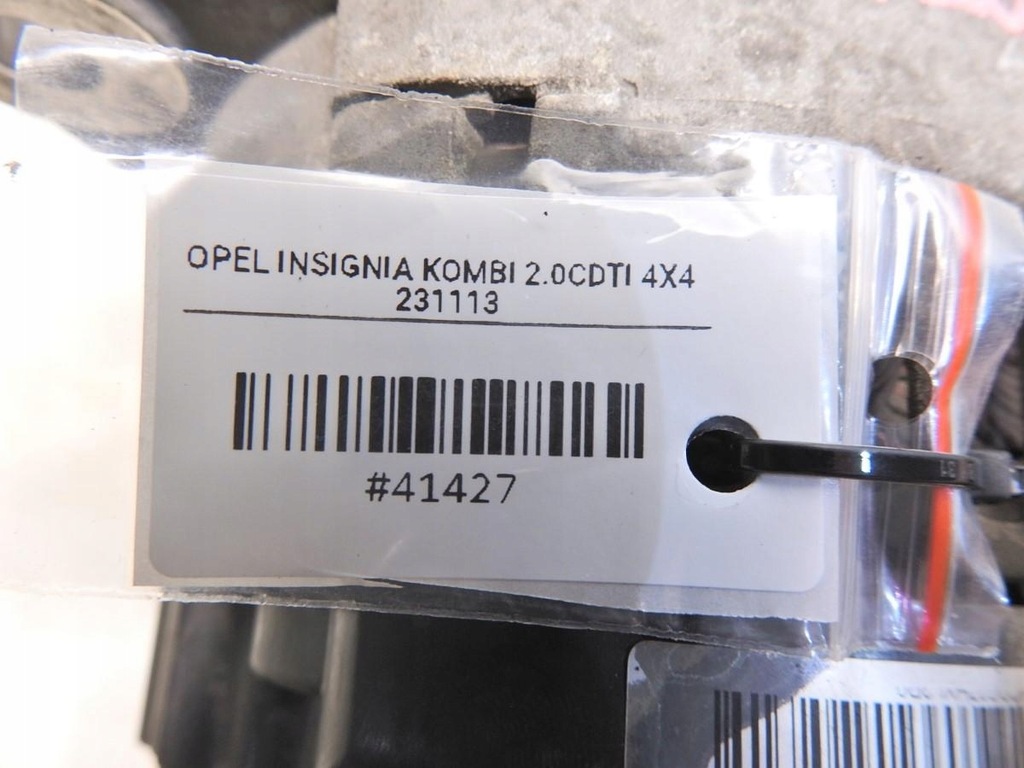 OPEL INSIGNIA KOMBI 2.0CDTI 4X4
231113
#41427